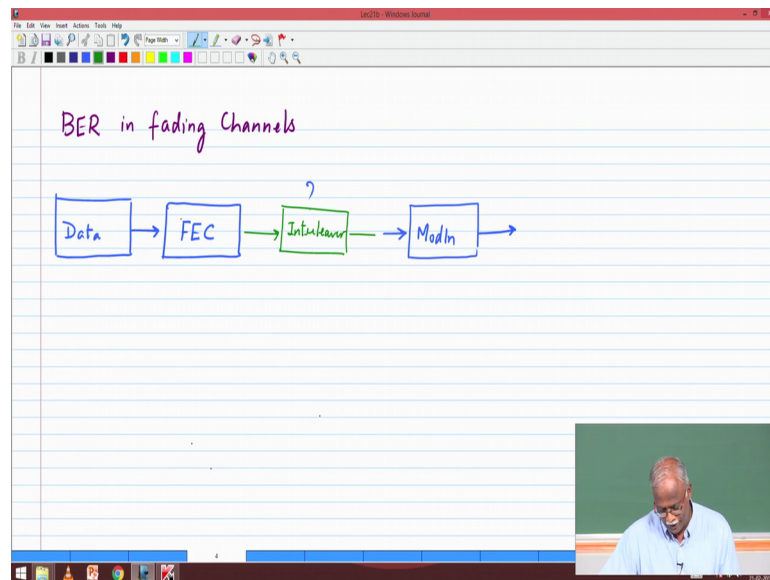 Lec21b - Windows Journal
File Edit View Insert Actions Tools Help
Page Width
B I
BER in fading Channels
?
Data FEC Interleaver Modln
4